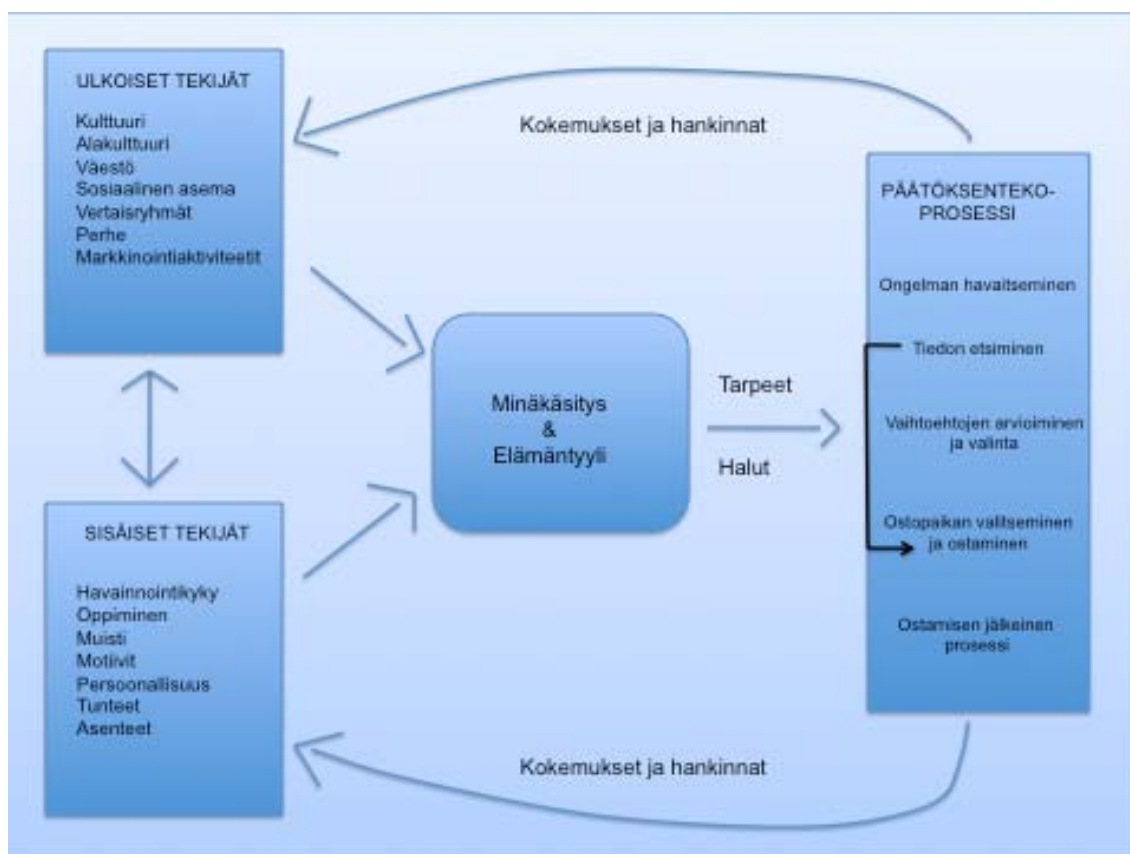 ULKOISET TEKIJÄT
Kulttuuri
Alakulttuuri
Väestö
Sosiaalinen asema
Vertaisryhmät
Perhe
Markkinointiaktiviteetit
SISÄISET TEKIJÄT
Havainnointikyky
Oppiminen
Muisti
Motiivit
Persoonallisuus
Tunteet
Asenteet
Kokemukset ja hankinnat
Minäkäsitys
&
Elämäntyyli
Tarpeet
Halut
Kokemukset ja hankinnat
PÄÄTÖKSENTEKO-
PROSESSI
Ongelman havaitseminen
Tiedon etsiminen
Vaihtoehtojen arvioiminen
ja valinta
Ostopaikan valitseminen
ja ostaminen
Ostamisen jälkeinen
prosessi